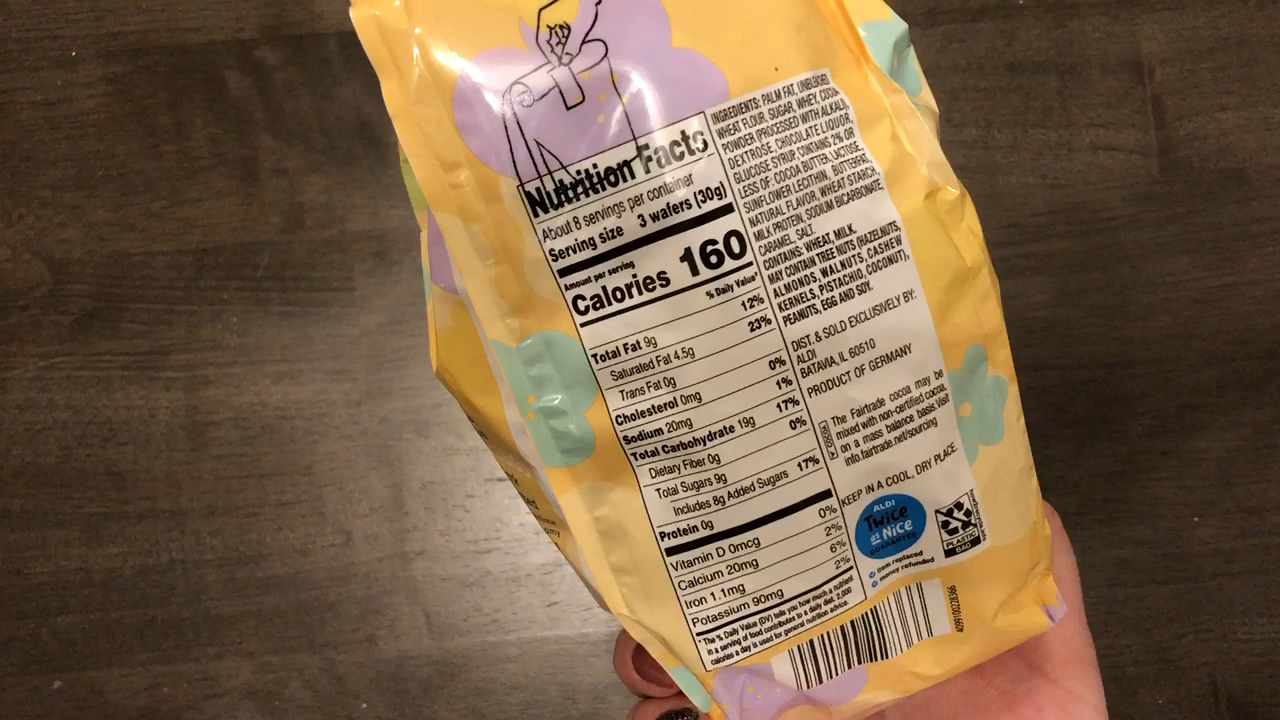 Nutrition Facts
About 8 servings per container
Serving size 3 wafers (30g)
Amount per serving
Calories 160
% Daily Value*
Total Fat 9g 12%
Saturated Fat 4.5g 23%
Trans Fat 0g
Cholesterol 0mg 0%
Sodium 20mg 1%
Total Carbohydrate 19g 17%
Dietary Fiber 0g 0%
Total Sugars 9g
Includes 8g Added Sugars 17%
Protein 0g
Vitamin D 0mcg 0%
Calcium 20mg 2%
Iron 1.1mg 6%
Potassium 90mg 2%
* The % Daily Value (DV) tells you how much a nutrient
in a serving of food contributes to a daily diet. 2,000
calories a day is used for general nutrition advice.
INGREDIENTS: PALM FAT, UNBLEACHED
WHEAT FLOUR, SUGAR, WHEY, COCOA
POWDER (PROCESSED WITH ALKALI),
DEXTROSE, CHOCOLATE LIQUOR,
GLUCOSE SYRUP. CONTAINS 2% OR
LESS OF: COCOA BUTTER, LACTOSE,
SUNFLOWER LECITHIN, BUTTERFAT,
NATURAL FLAVOR, WHEAT STARCH,
MILK PROTEIN, SODIUM BICARBONATE,
CARAMEL, SALT.
CONTAINS: WHEAT, MILK.
MAY CONTAIN TREE NUTS (HAZELNUTS,
ALMONDS, WALNUTS, CASHEW
KERNELS, PISTACHIO, COCONUT),
PEANUTS, EGG AND SOY.
DIST. & SOLD EXCLUSIVELY BY:
ALDI
BATAVIA, IL 60510
PRODUCT OF GERMANY
The Fairtrade cocoa may be
mixed with non-certified cocoa,
on a mass balance basis. Visit
info.fairtrade.net/sourcing
KEEP IN A COOL, DRY PLACE.
ALDI
Twice
as Nice
GUARANTEE
item replaced
money refunded
PLASTIC
BAG
how2recycle.info